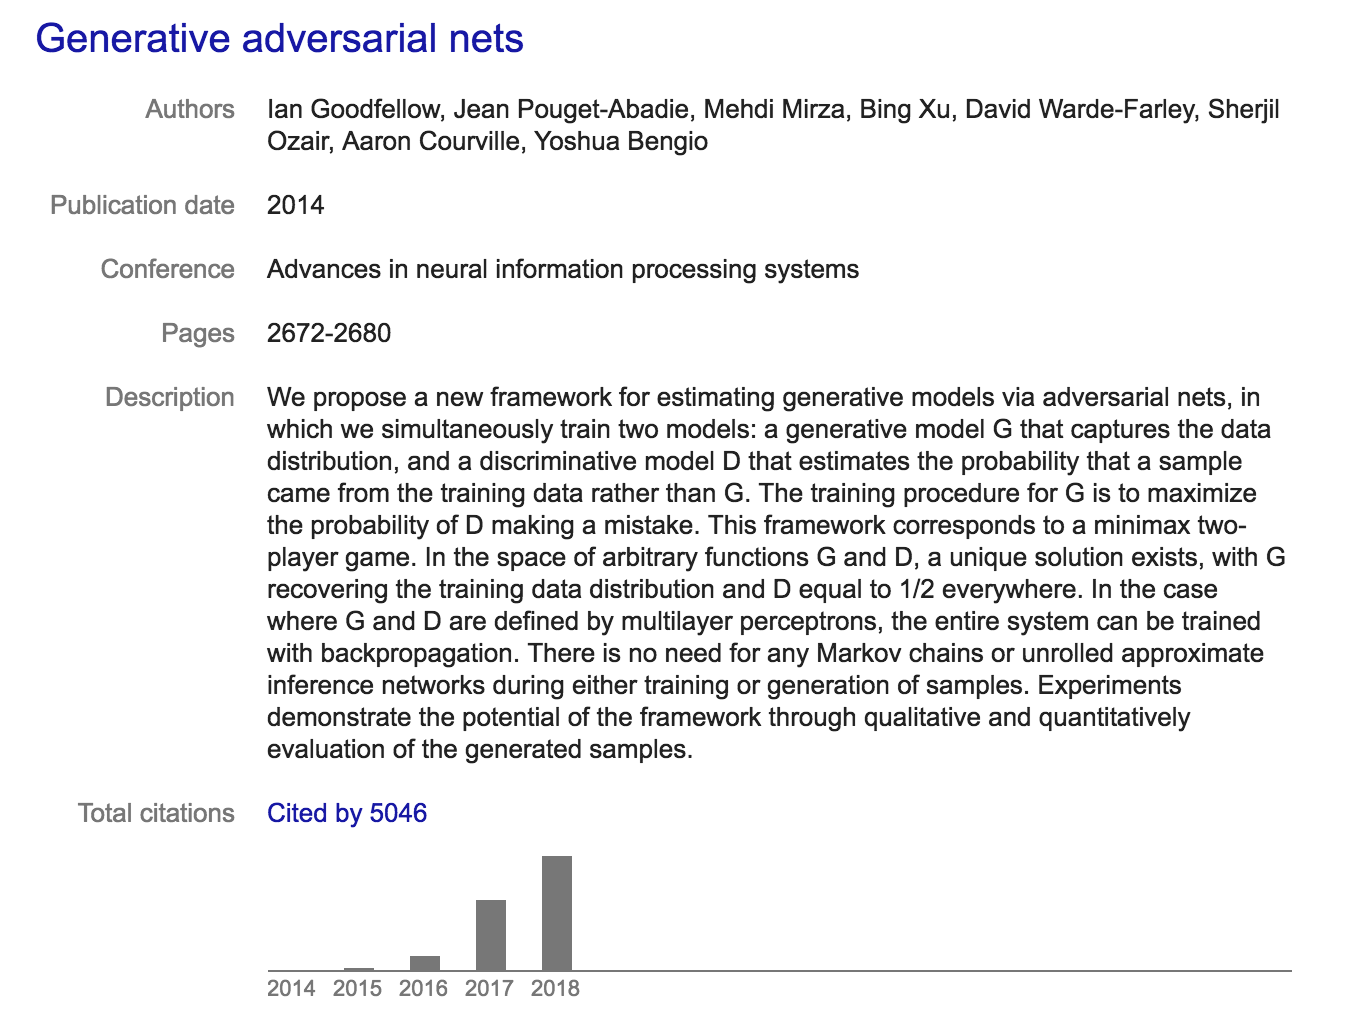 Generative adversarial nets
Authors Ian Goodfellow, Jean Pouget-Abadie, Mehdi Mirza, Bing Xu, David Warde-Farley, Sherjil
Ozair, Aaron Courville, Yoshua Bengio
Publication date 2014
Conference Advances in neural information processing systems
Pages 2672-2680
Description We propose a new framework for estimating generative models via adversarial nets, in
which we simultaneously train two models: a generative model G that captures the data
distribution, and a discriminative model D that estimates the probability that a sample
came from the training data rather than G. The training procedure for G is to maximize
the probability of D making a mistake. This framework corresponds to a minimax two-
player game. In the space of arbitrary functions G and D, a unique solution exists, with G
recovering the training data distribution and D equal to 1/2 everywhere. In the case
where G and D are defined by multilayer perceptrons, the entire system can be trained
with backpropagation. There is no need for any Markov chains or unrolled approximate
inference networks during either training or generation of samples. Experiments
demonstrate the potential of the framework through qualitative and quantitatively
evaluation of the generated samples.
Total citations Cited by 5046
2014 2015 2016 2017 2018